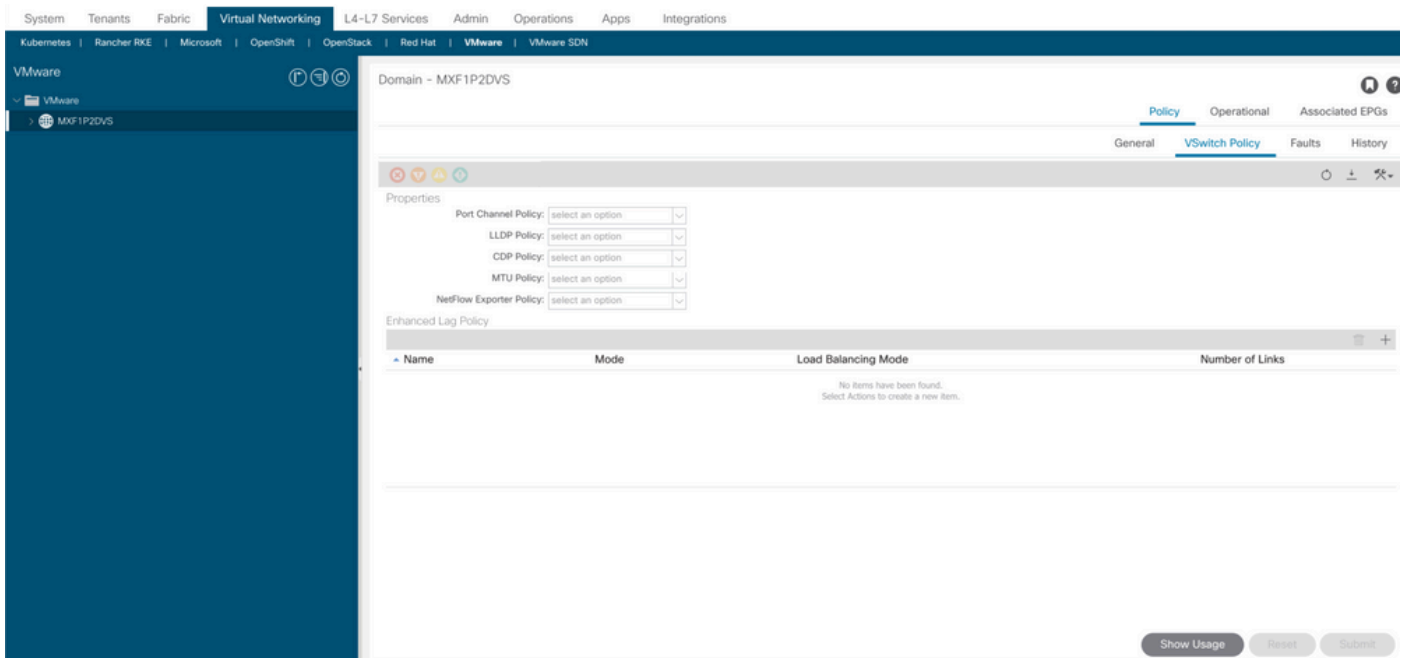 System Tenants Fabric Virtual Networking L4-L7 Services Admin Operations Apps Integrations
Kubernetes | Rancher RKE | Microsoft | OpenShift | OpenStack | Red Hat | VMware | VMware SDN
VMware
VMware
MXF1P2DVS
Domain - MXF1P2DVS
Policy Operational Associated EPGs
General VSwitch Policy Faults History
Properties
Port Channel Policy: select an option
LLDP Policy: select an option
CDP Policy: select an option
MTU Policy: select an option
NetFlow Exporter Policy: select an option
Enhanced Lag Policy
Name Mode Load Balancing Mode Number of Links
No items have been found.
Select Actions to create a new item.
Show Usage Reset Submit